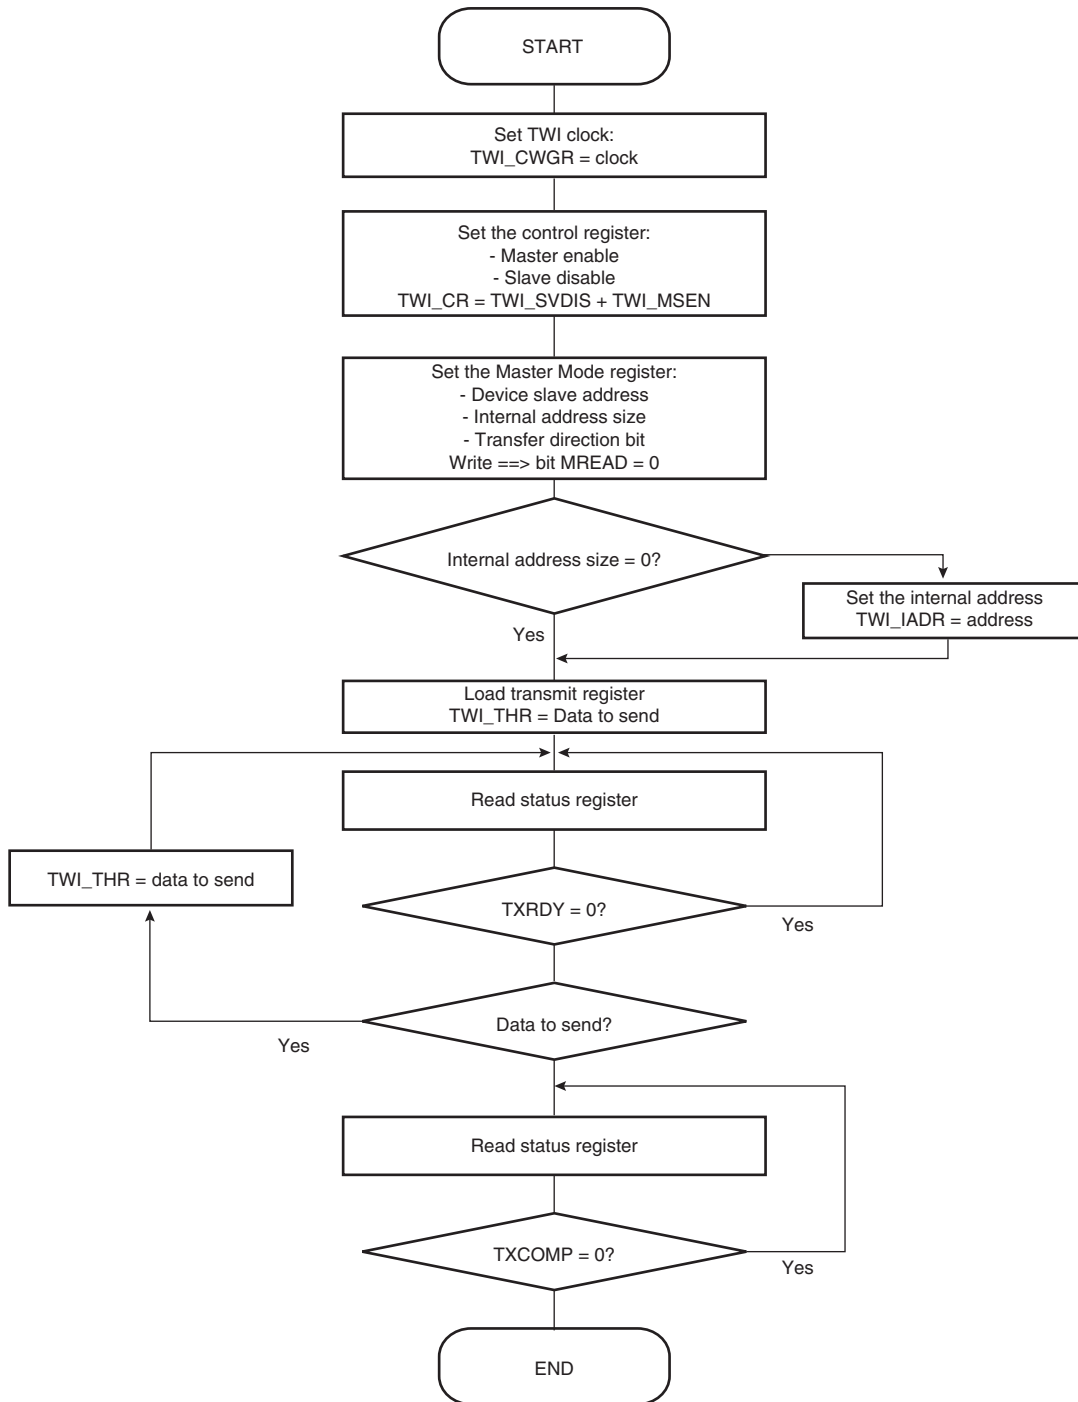 START
Set TWI clock:
TWI_CWGR = clock
Set the control register:
- Master enable
- Slave disable
TWI_CR = TWI_SVDIS + TWI_MSEN
Set the Master Mode register:
- Device slave address
- Internal address size
- Transfer direction bit
Write ==> bit MREAD = 0
Internal address size = 0?
Set the internal address
TWI_IADR = address
Yes
Load transmit register
TWI_THR = Data to send
Read status register
TWI_THR = data to send
TXRDY = 0?
Yes
Data to send?
Yes
Read status register
TXCOMP = 0?
Yes
END